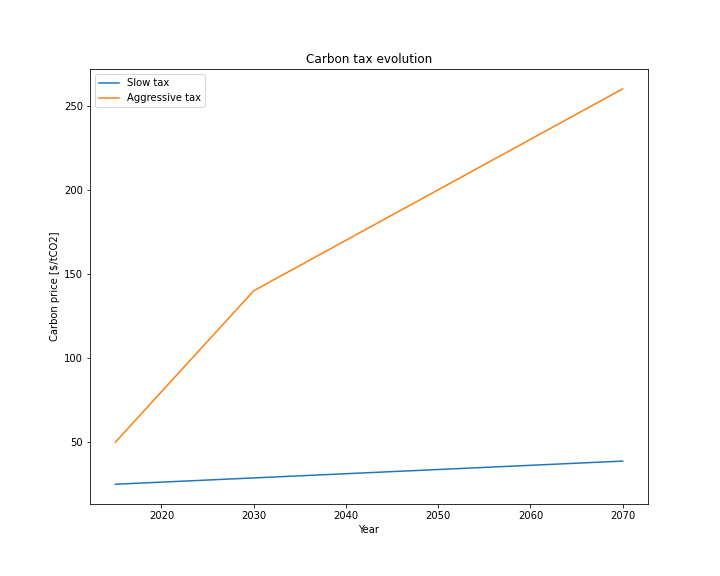 Carbon tax evolution
Slow tax
Aggressive tax
250
200
150
100
50
Carbon price [$/tCO2]
2020 2030 2040 2050 2060 2070
Year